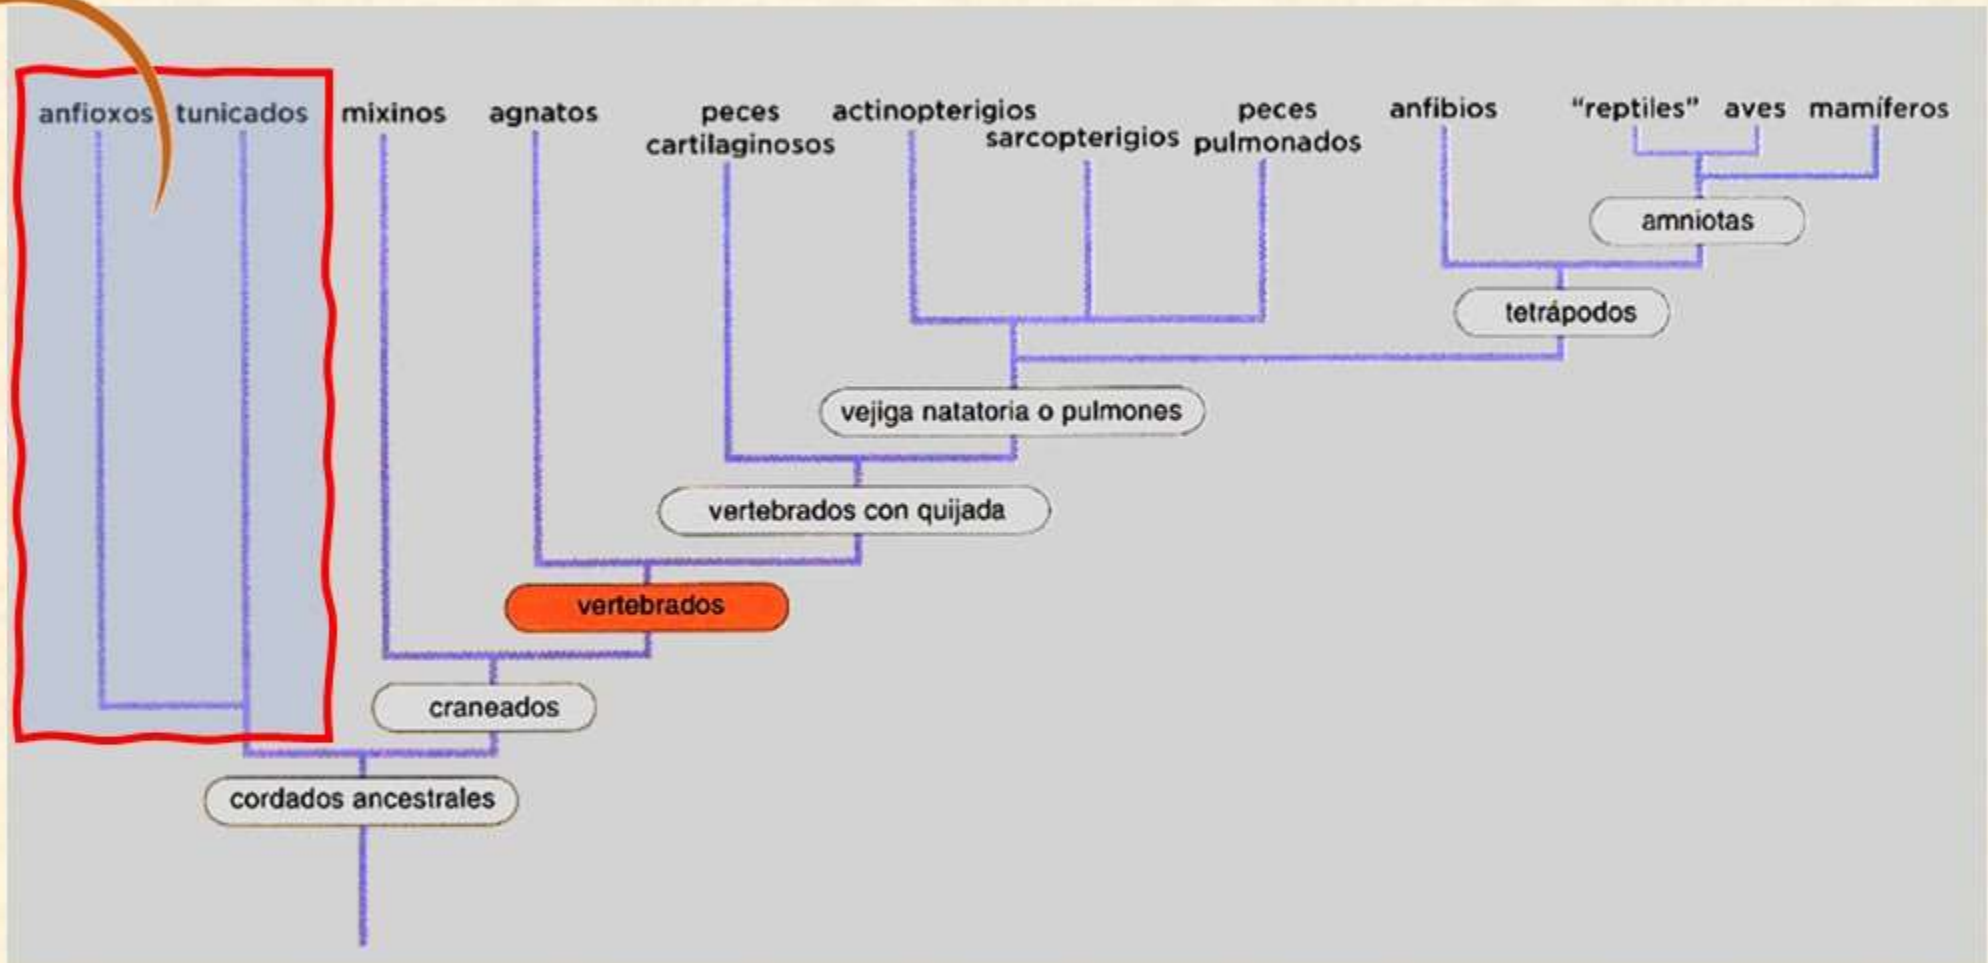 anfioxos
tunicados
mixinos
agnatos
peces
cartilaginosos
actinopterigios
sarcopterigios
peces
pulmonados
anfibios
“reptiles”
aves
mamíferos
amniotas
tetrápodos
vejiga natatoria o pulmones
vertebrados con quijada
vertebrados
craneados
cordados ancestrales